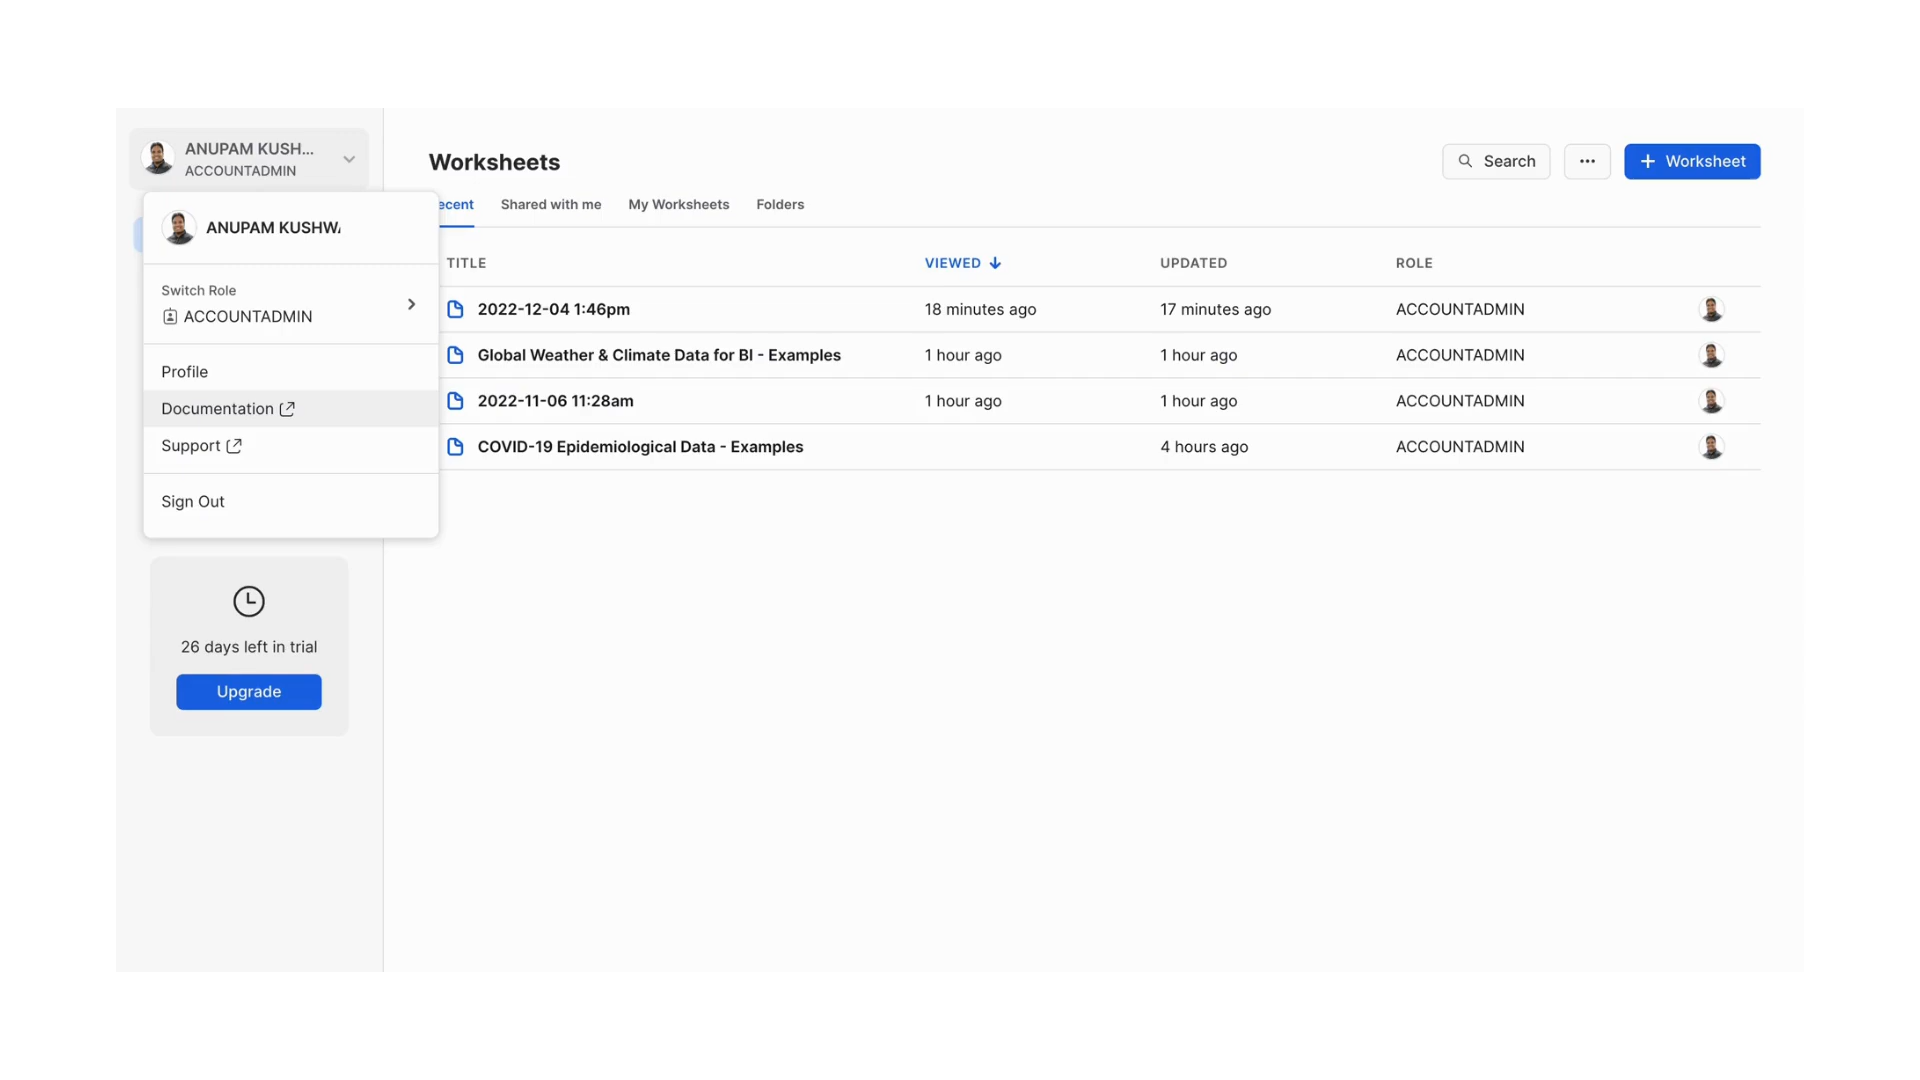 ANUPAM KUSH...
ACCOUNTADMIN
ANUPAM KUSHWA
Switch Role
ACCOUNTADMIN
Profile
Documentation
Support
Sign Out
26 days left in trial
Upgrade
Worksheets
Search
...
+ Worksheet
ecent Shared with me My Worksheets Folders
TITLE VIEWED UPDATED ROLE
2022-12-04 1:46pm 18 minutes ago 17 minutes ago ACCOUNTADMIN
Global Weather & Climate Data for BI - Examples 1 hour ago 1 hour ago ACCOUNTADMIN
2022-11-06 11:28am 1 hour ago 1 hour ago ACCOUNTADMIN
COVID-19 Epidemiological Data - Examples 4 hours ago ACCOUNTADMIN